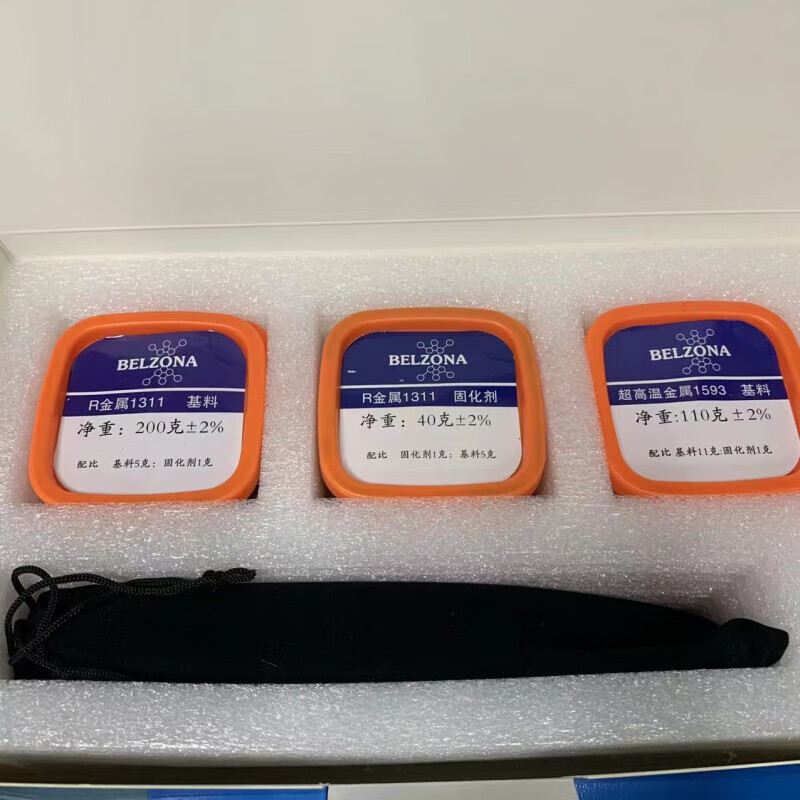 BELZONA
R金属1311 基料
净重：200克±2%
配比 基料5克；固化剂1克
BELZONA
R金属1311 固化剂
净重：40克±2%
配比 固化剂1克；基料5克
BELZONA
超高温金属1593 基料
净重:110克±2%
配比 基料11克:固化剂1克